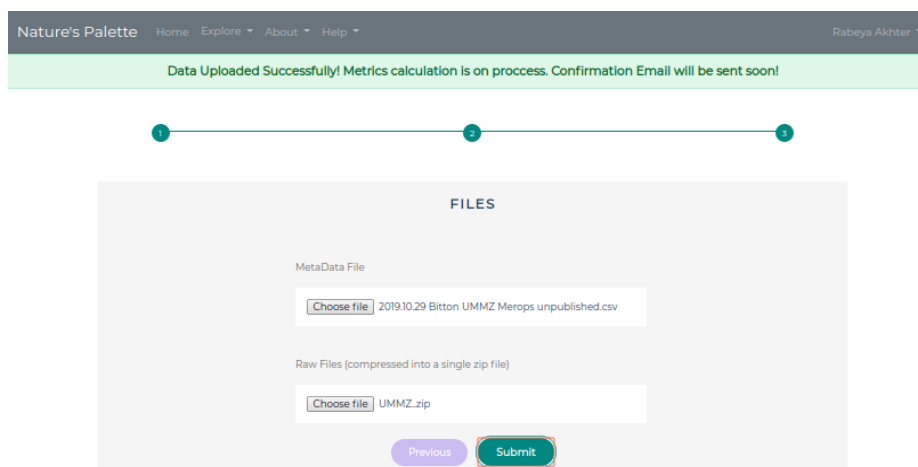 Nature's Palette Home Explore About Help Rabeya Akhter
Data Uploaded Successfully! Metrics calculation is on proccess. Confirmation Email will be sent soon!
1 2 3
FILES
MetaData File
Choose file 2019.10.29 Bitton UMMZ Merops unpublished.csv
Raw Files (compressed into a single zip file)
Choose file UMMZ.zip
Previous Submit